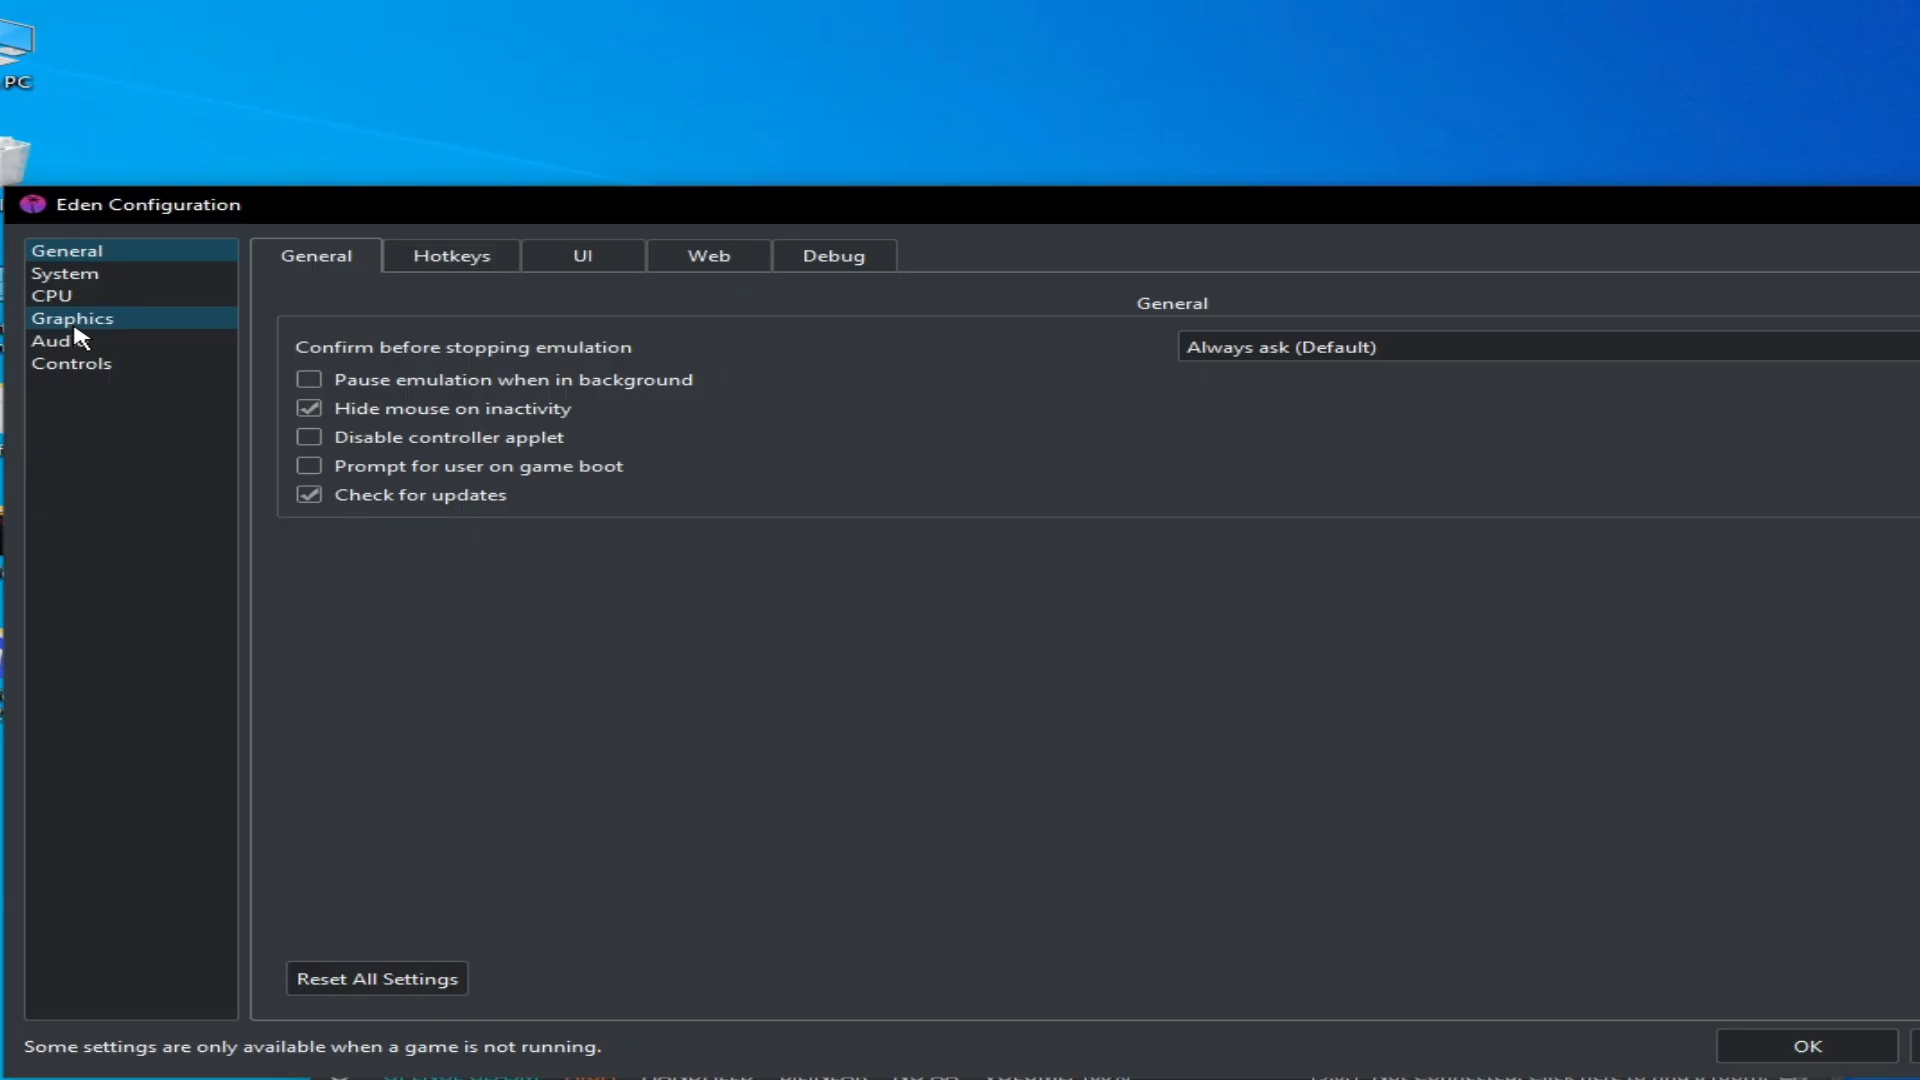 PC
Eden Configuration
General
System
CPU
Graphics
Controls
General Hotkeys UI Web Debug
General
Confirm before stopping emulation Always ask (Default)
Pause emulation when in background
Hide mouse on inactivity
Disable controller applet
Prompt for user on game boot
Check for updates
Reset All Settings
Some settings are only available when a game is not running.
OK